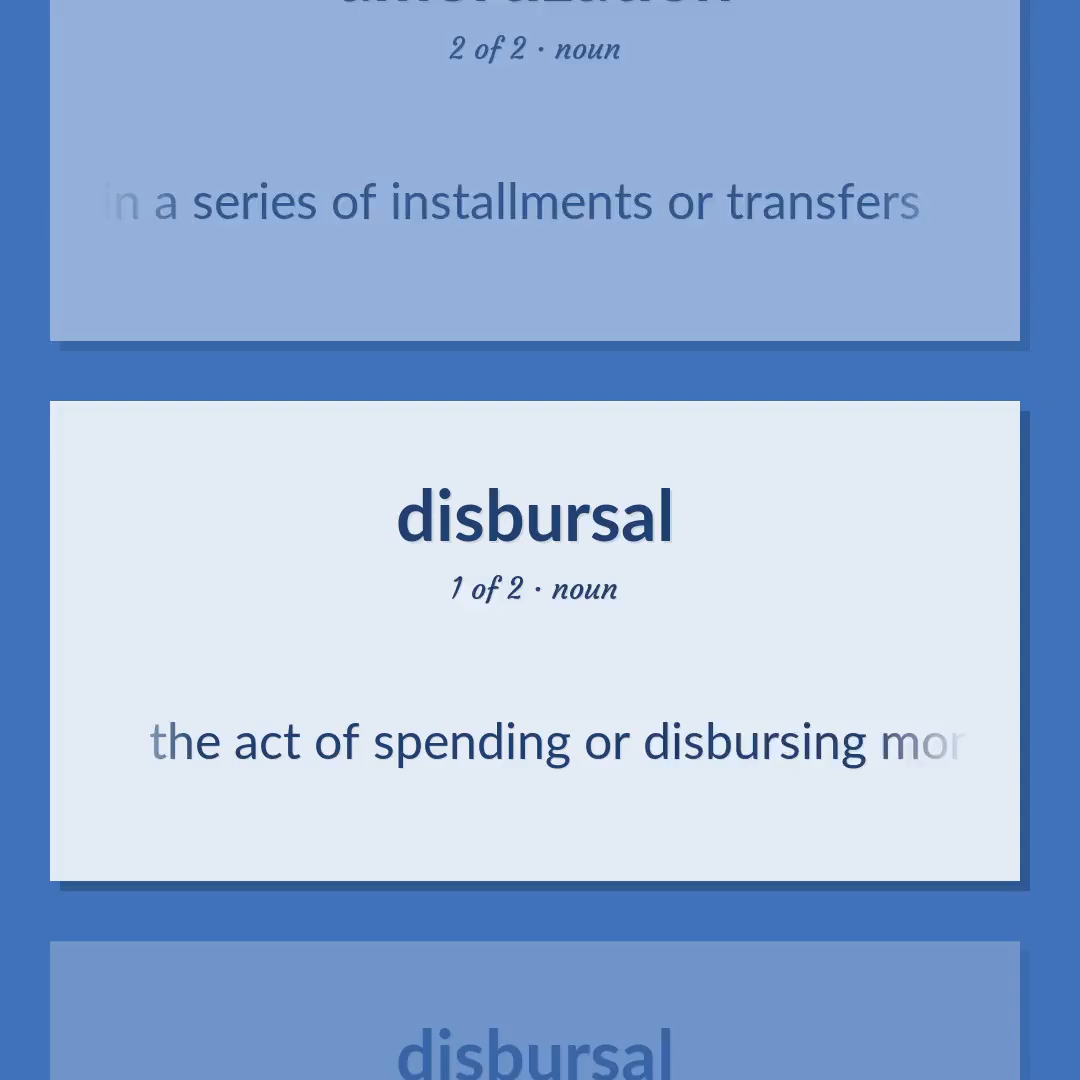 amortization
2 of 2 · noun
in a series of installments or transfers
disbursal
1 of 2 · noun
the act of spending or disbursing mor
disbursal